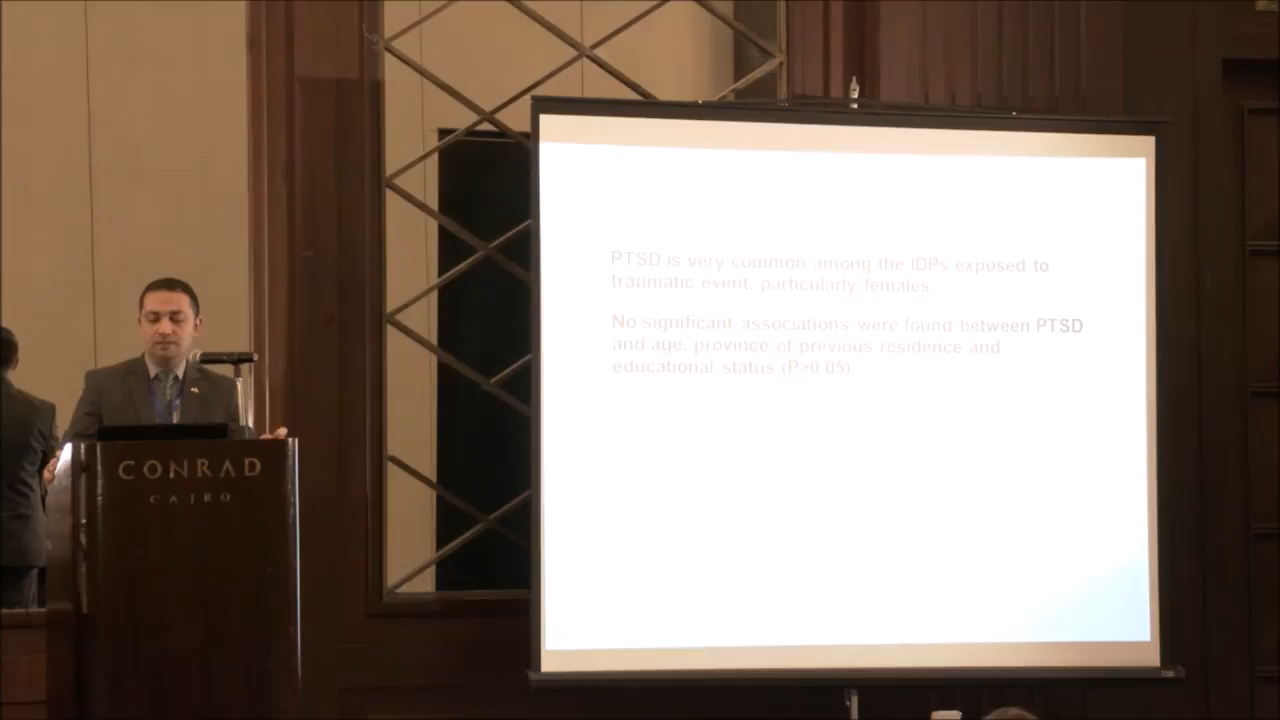 CONRAD
CAIRO
PTSD is very common among the IDPs exposed to
traumatic event, particularly females.
No significant associations were found between PTSD
and age, province of previous residence and
educational status (P>0.05).